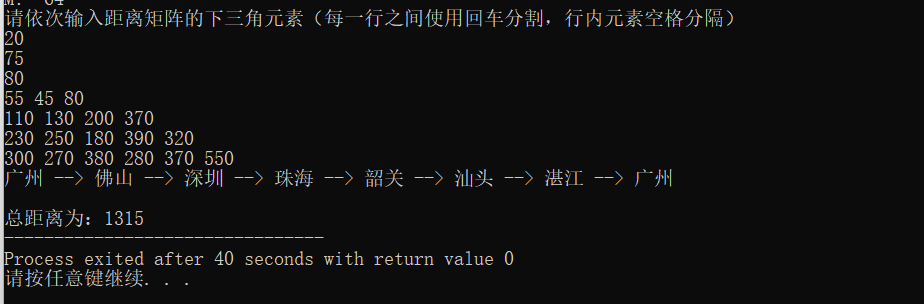 请依次输入距离矩阵的下三角元素（每一行之间使用回车分割，行内元素空格分隔）
20
75
80
55 45 80
110 130 200 370
230 250 180 390 320
300 270 380 280 370 550
广州 --> 佛山 --> 深圳 --> 珠海 --> 韶关 --> 汕头 --> 湛江 --> 广州
总距离为：1315
--------------------------------
Process exited after 40 seconds with return value 0
请按任意键继续. . .